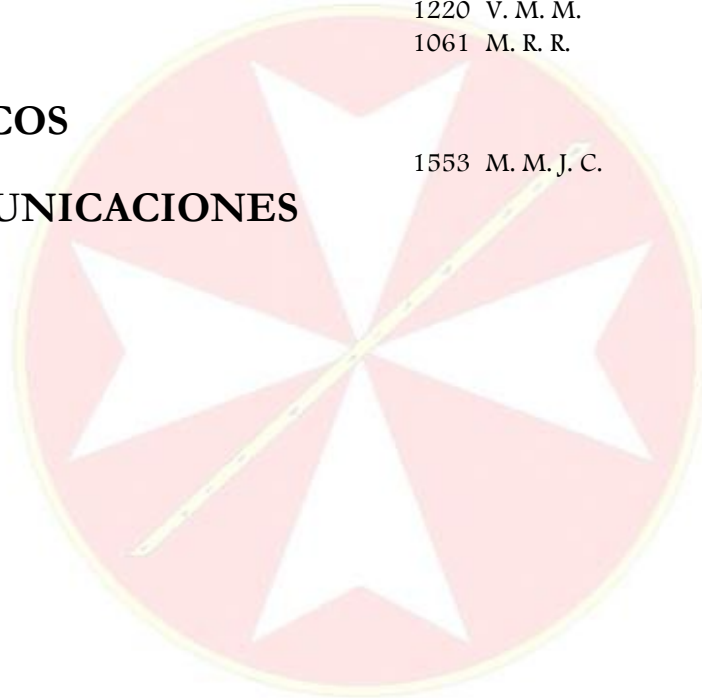 1220 V. M. M.
1061 M. R. R.
COS
1553 M. M. J. C.
UNICACIONES